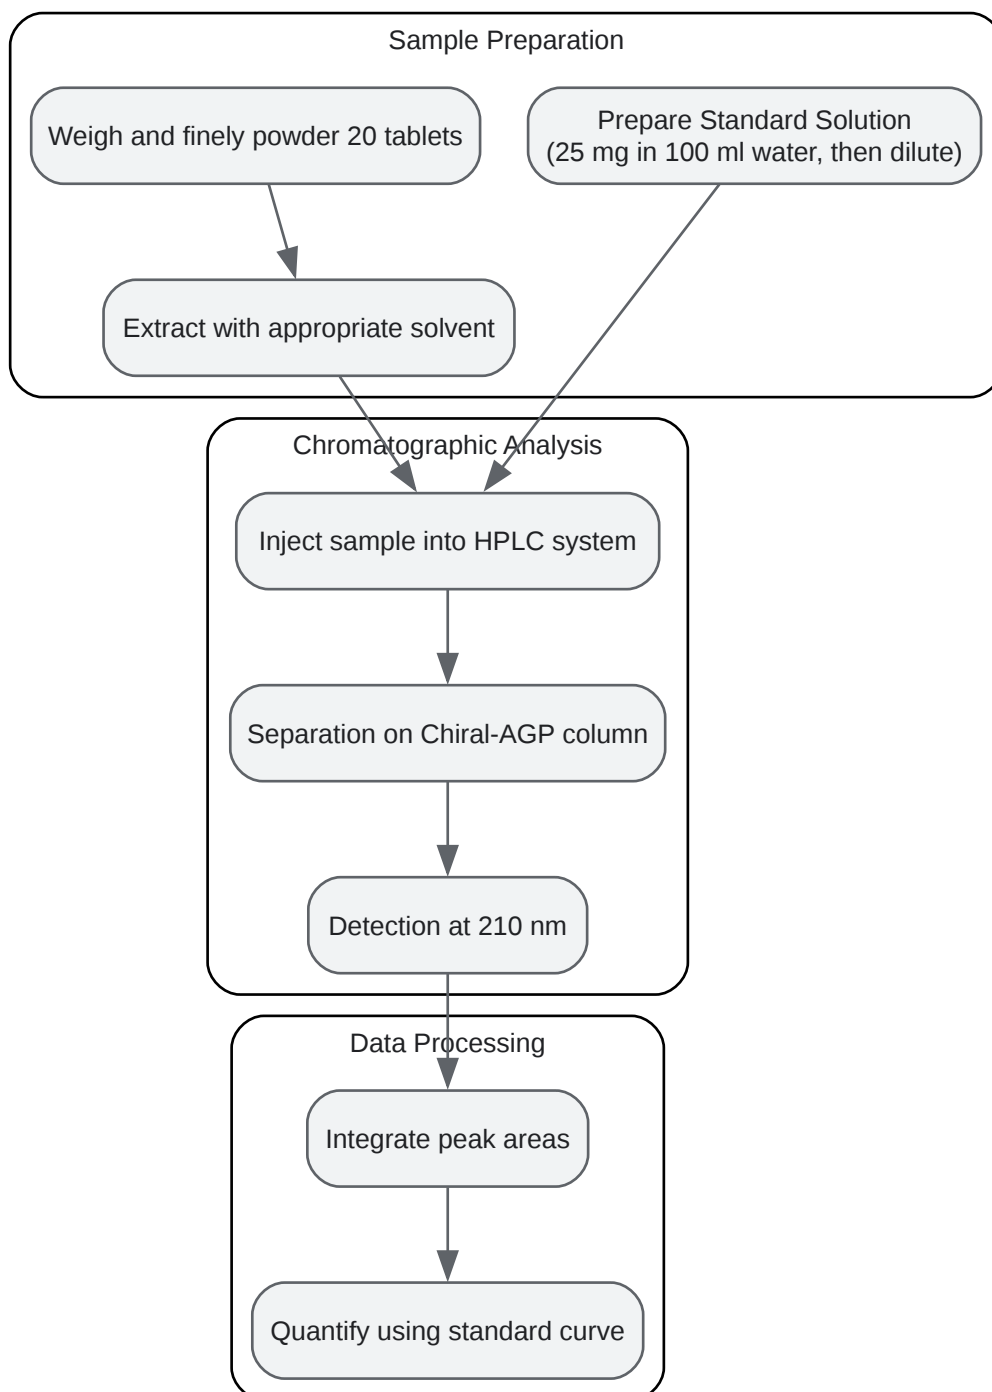 Sample Preparation
Weigh and finely powder 20 tablets
Prepare Standard Solution
(25 mg in 100 ml water, then dilute)
Extract with appropriate solvent
Chromatographic Analysis
Inject sample into HPLC system
Separation on Chiral-AGP column
Detection at 210 nm
Data Processing
Integrate peak areas
Quantify using standard curve